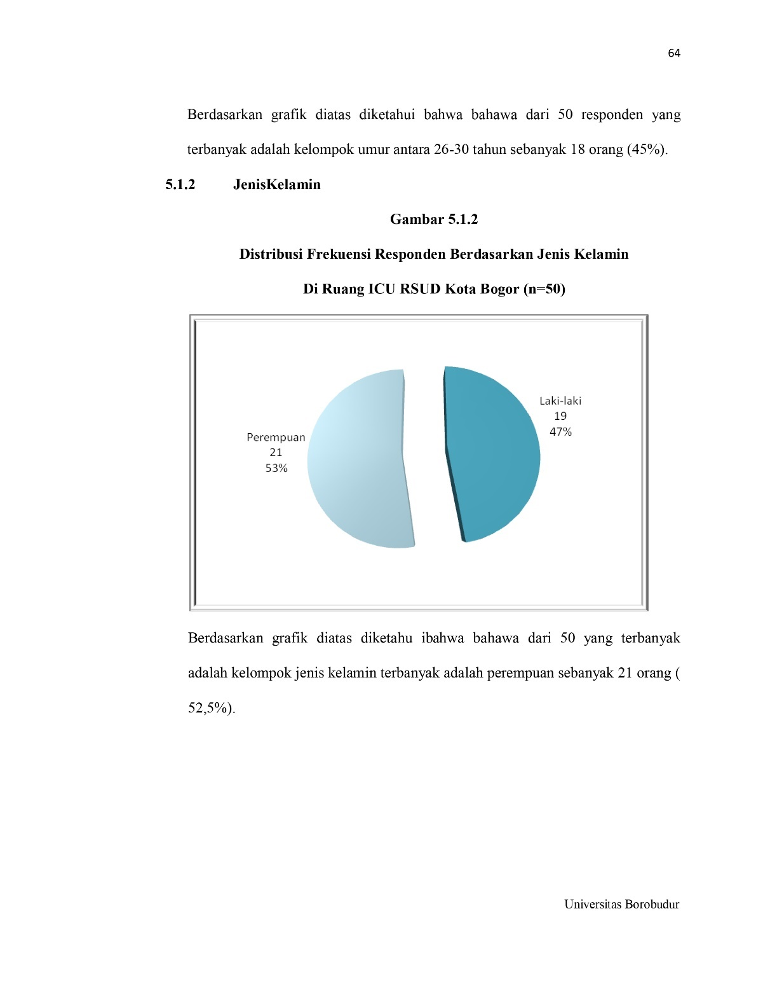 64
Berdasarkan grafik diatas diketahui bahwa bahawa dari 50 responden yang
terbanyak adalah kelompok umur antara 26-30 tahun sebanyak 18 orang (45%).
5.1.2 JenisKelamin
Gambar 5.1.2
Distribusi Frekuensi Responden Berdasarkan Jenis Kelamin
Di Ruang ICU RSUD Kota Bogor (n=50)
Laki-laki
19
47%
Perempuan
21
53%
Berdasarkan grafik diatas diketahu ibahwa bahawa dari 50 yang terbanyak
adalah kelompok jenis kelamin terbanyak adalah perempuan sebanyak 21 orang (
52,5%).
Universitas Borobudur